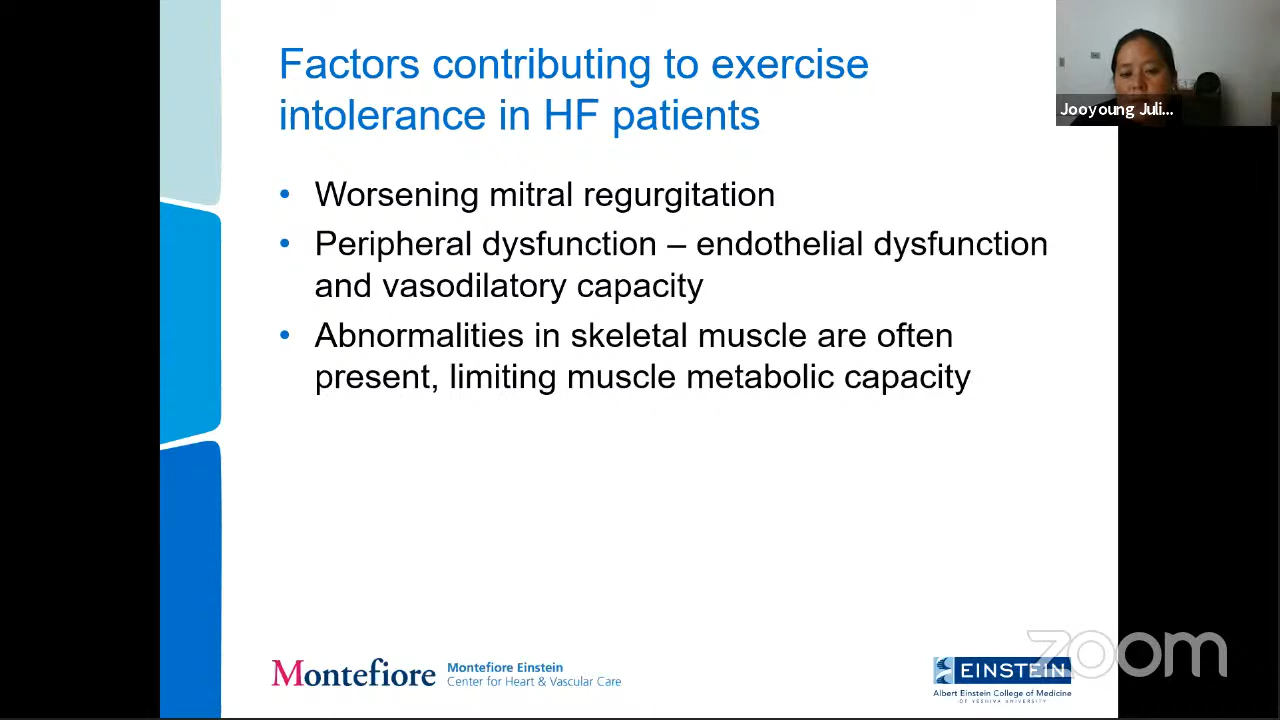 Factors contributing to exercise
intolerance in HF patients
• Worsening mitral regurgitation
• Peripheral dysfunction – endothelial dysfunction
and vasodilatory capacity
• Abnormalities in skeletal muscle are often
present, limiting muscle metabolic capacity
Jooyoung Juli...
Montefiore
Montefiore Einstein
Center for Heart & Vascular Care
EINSTEIN
Albert Einstein College of Medicine
OF YESHIVA UNIVERSITY
zoom